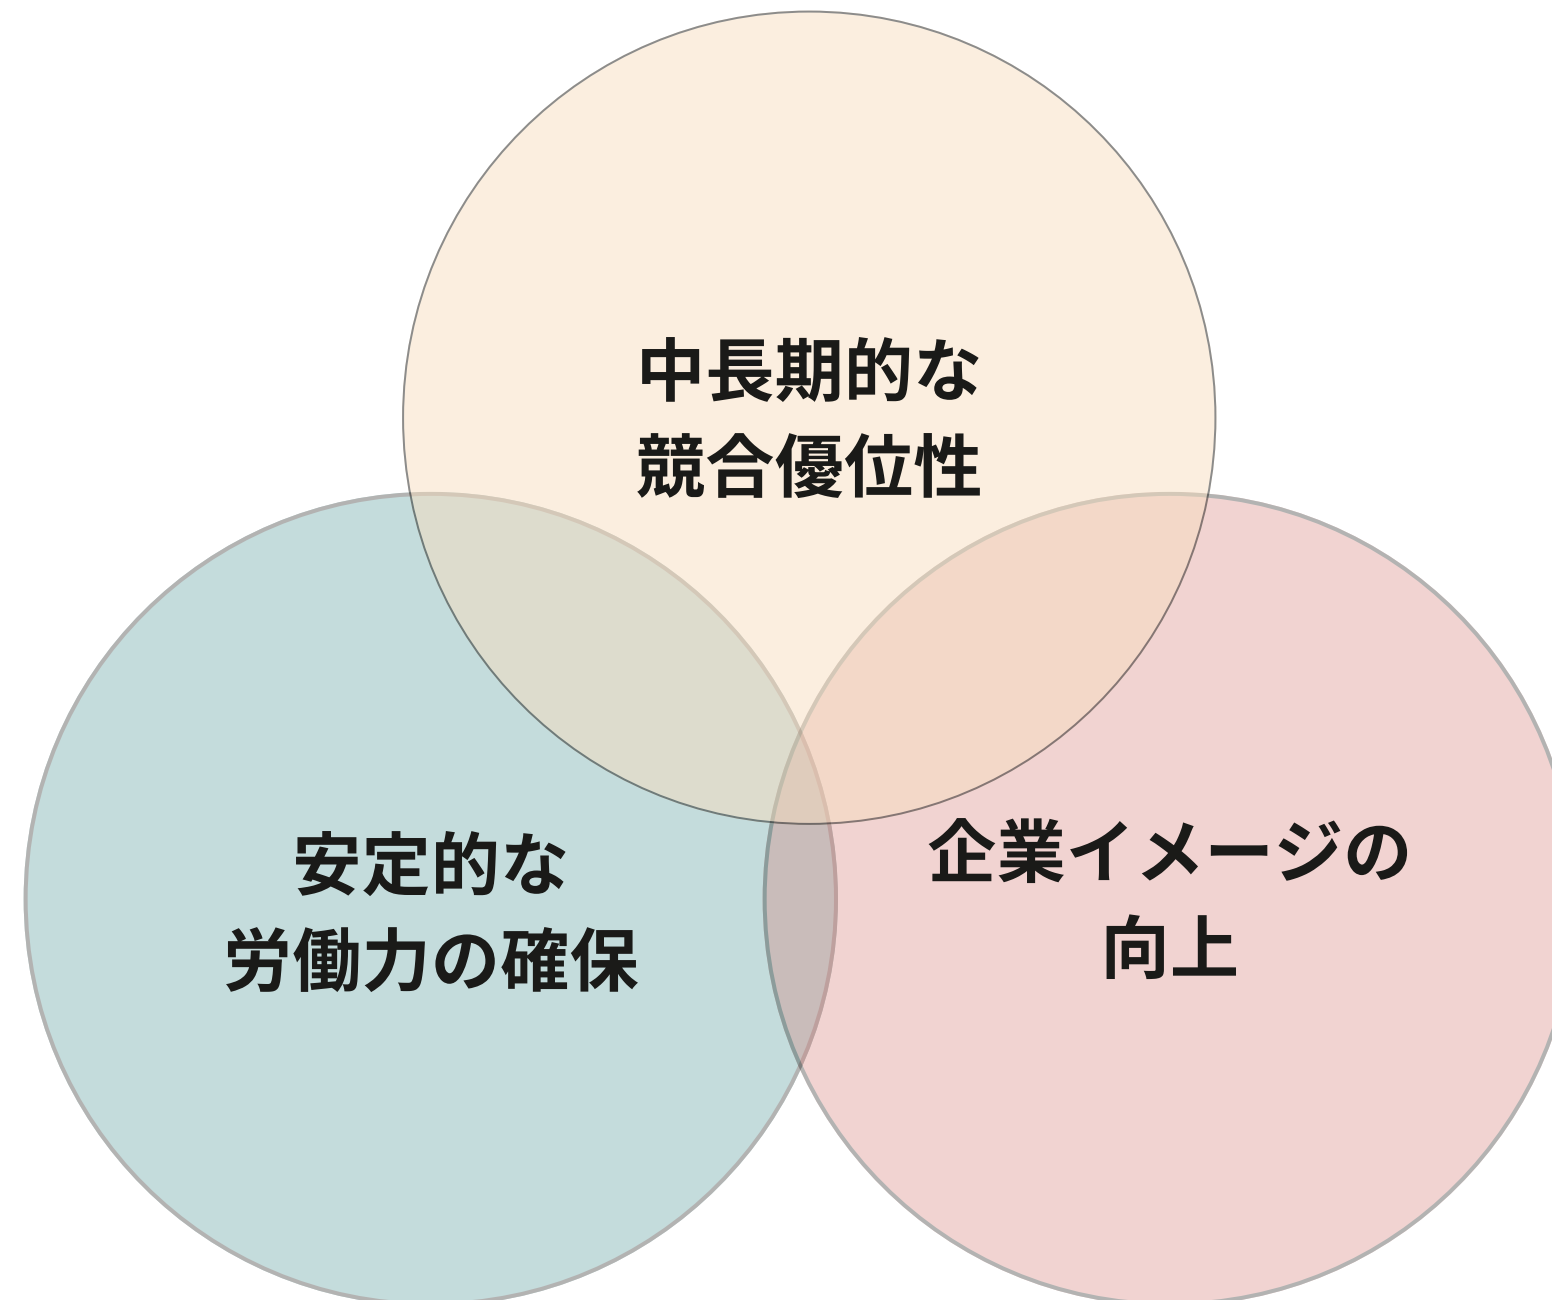 中長期的な
競合優位性
安定的な
労働力の確保
企業イメージの
向上